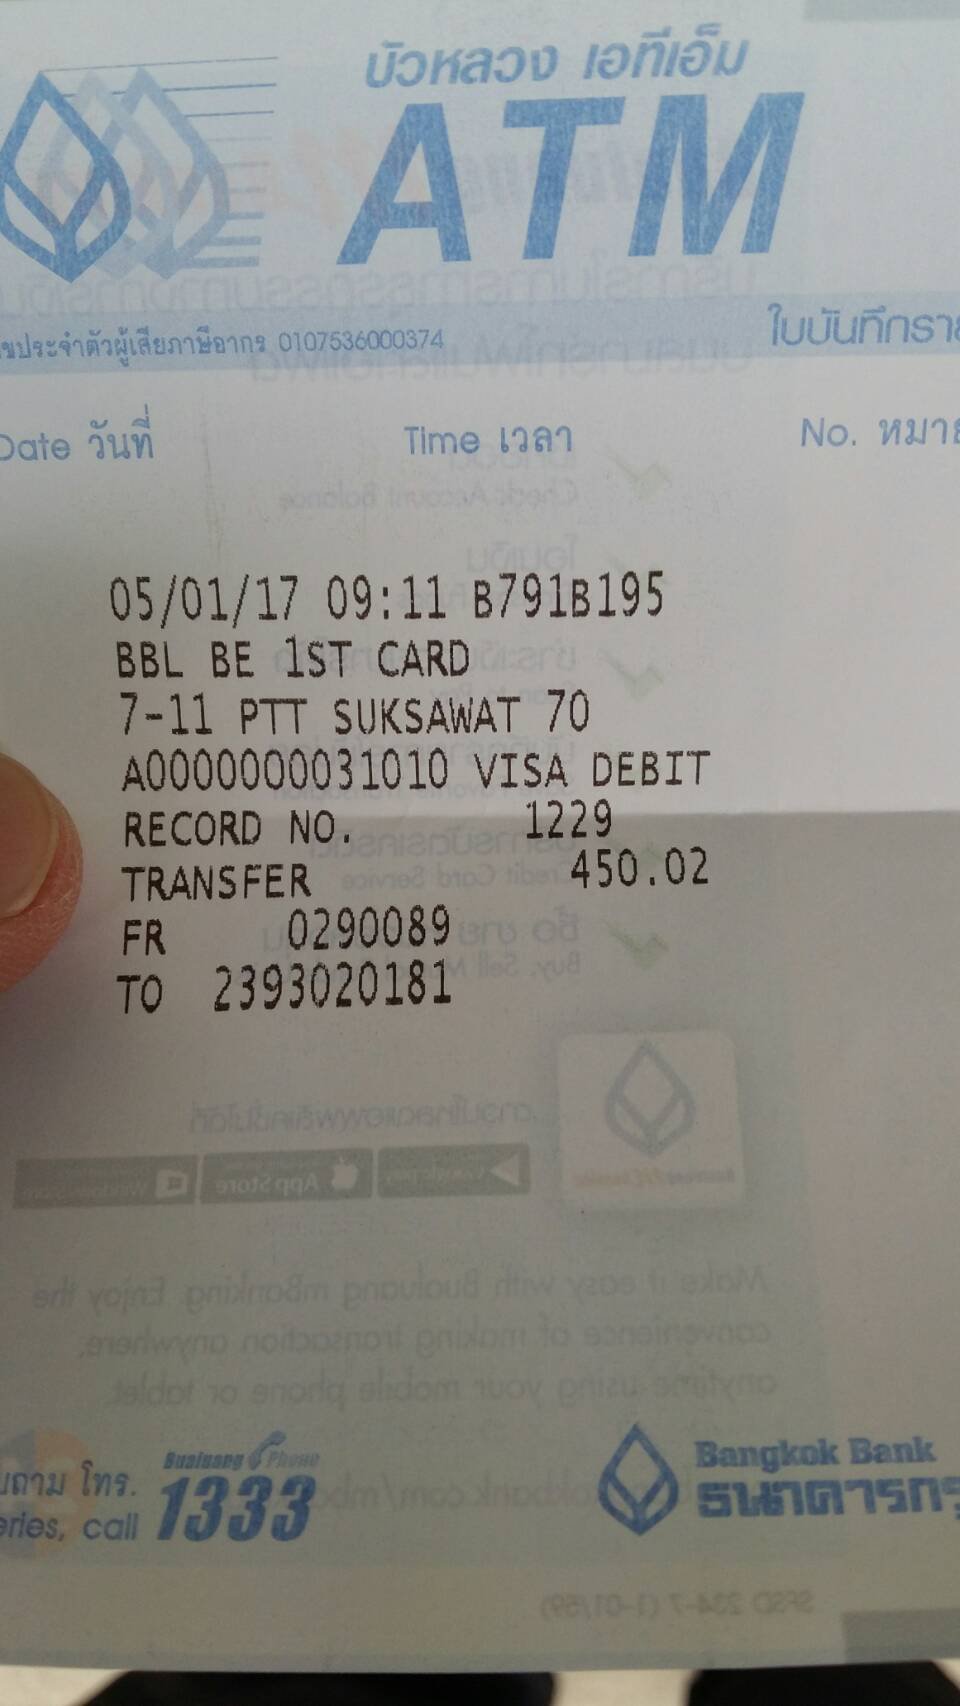 บัวหลวง เอทีเอ็ม
ATM
ประจำตัวผู้เสียภาษีอากร 0107536000374
ใบบันทึกราย
Date วันที่
Time เวลา
No. หมาย
05/01/17 09:11 B791B195
BBL BE 1ST CARD
7-11 PTT SUKSAWAT 70
A0000000031010 VISA DEBIT
RECORD NO. 1229
TRANSFER 450.02
FR 0290089
TO 2393020181
Bualuang Phone
โทร.
call 1333
Bangkok Bank
ธนาคารกรุ